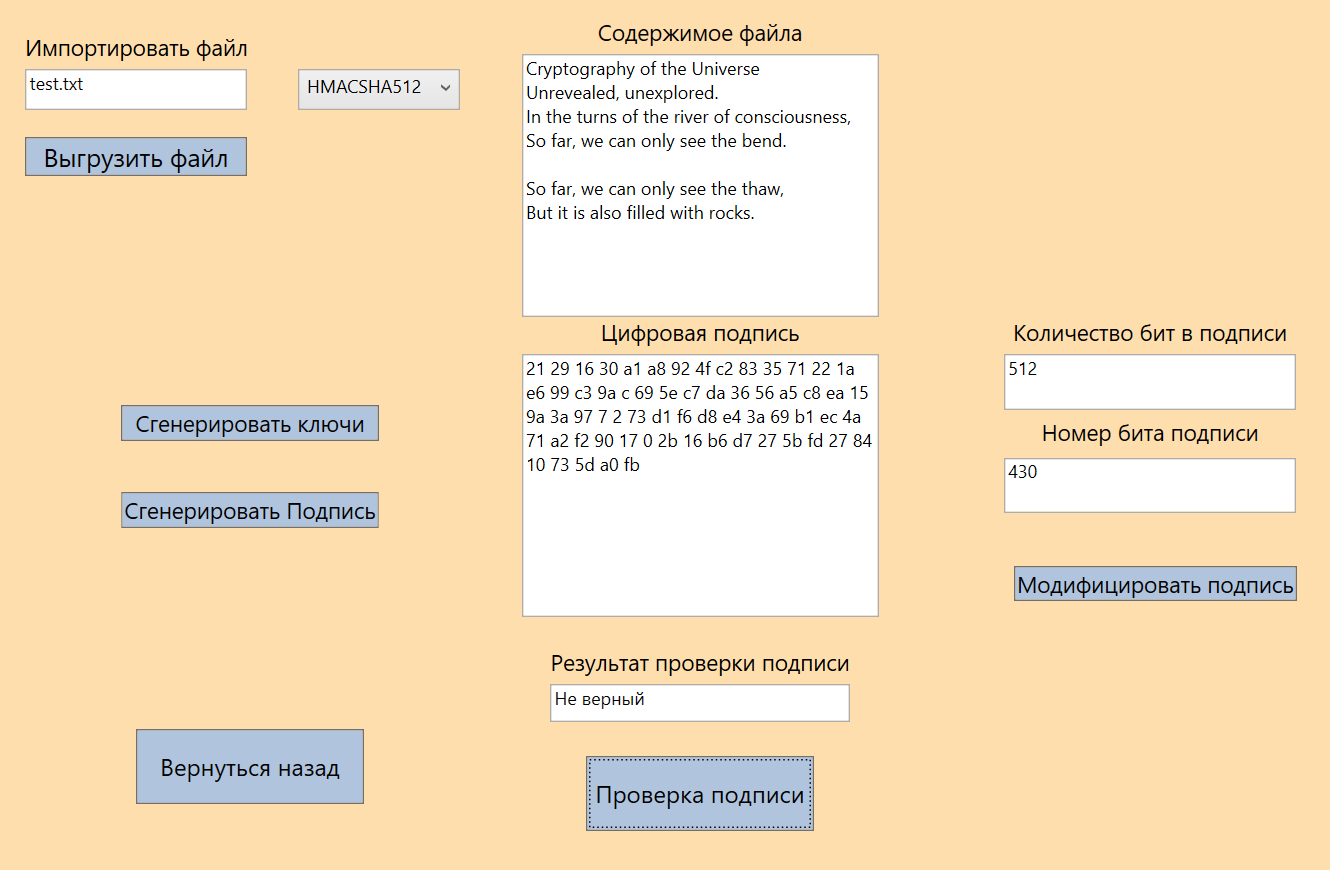 Импортировать файл
test.txt
HMACSHA512
Выгрузить файл
Содержимое файла
Cryptography of the Universe
Unrevealed, unexplored.
In the turns of the river of consciousness,
So far, we can only see the bend.
So far, we can only see the thaw,
But it is also filled with rocks.
Цифровая подпись
21 29 16 30 a1 a8 92 4f c2 83 35 71 22 1a
e6 99 c3 9a c 69 5e c7 da 36 56 a5 c8 ea 15
9a 3a 97 7 2 73 d1 f6 d8 e4 3a 69 b1 ec 4a
71 a2 f2 90 17 0 2b 16 b6 d7 27 5b fd 27 84
10 73 5d a0 fb
Количество бит в подписи
512
Номер бита подписи
430
Модифицировать подпись
Сгенерировать ключи
Сгенерировать Подпись
Результат проверки подписи
Не верный
Вернуться назад
Проверка подписи